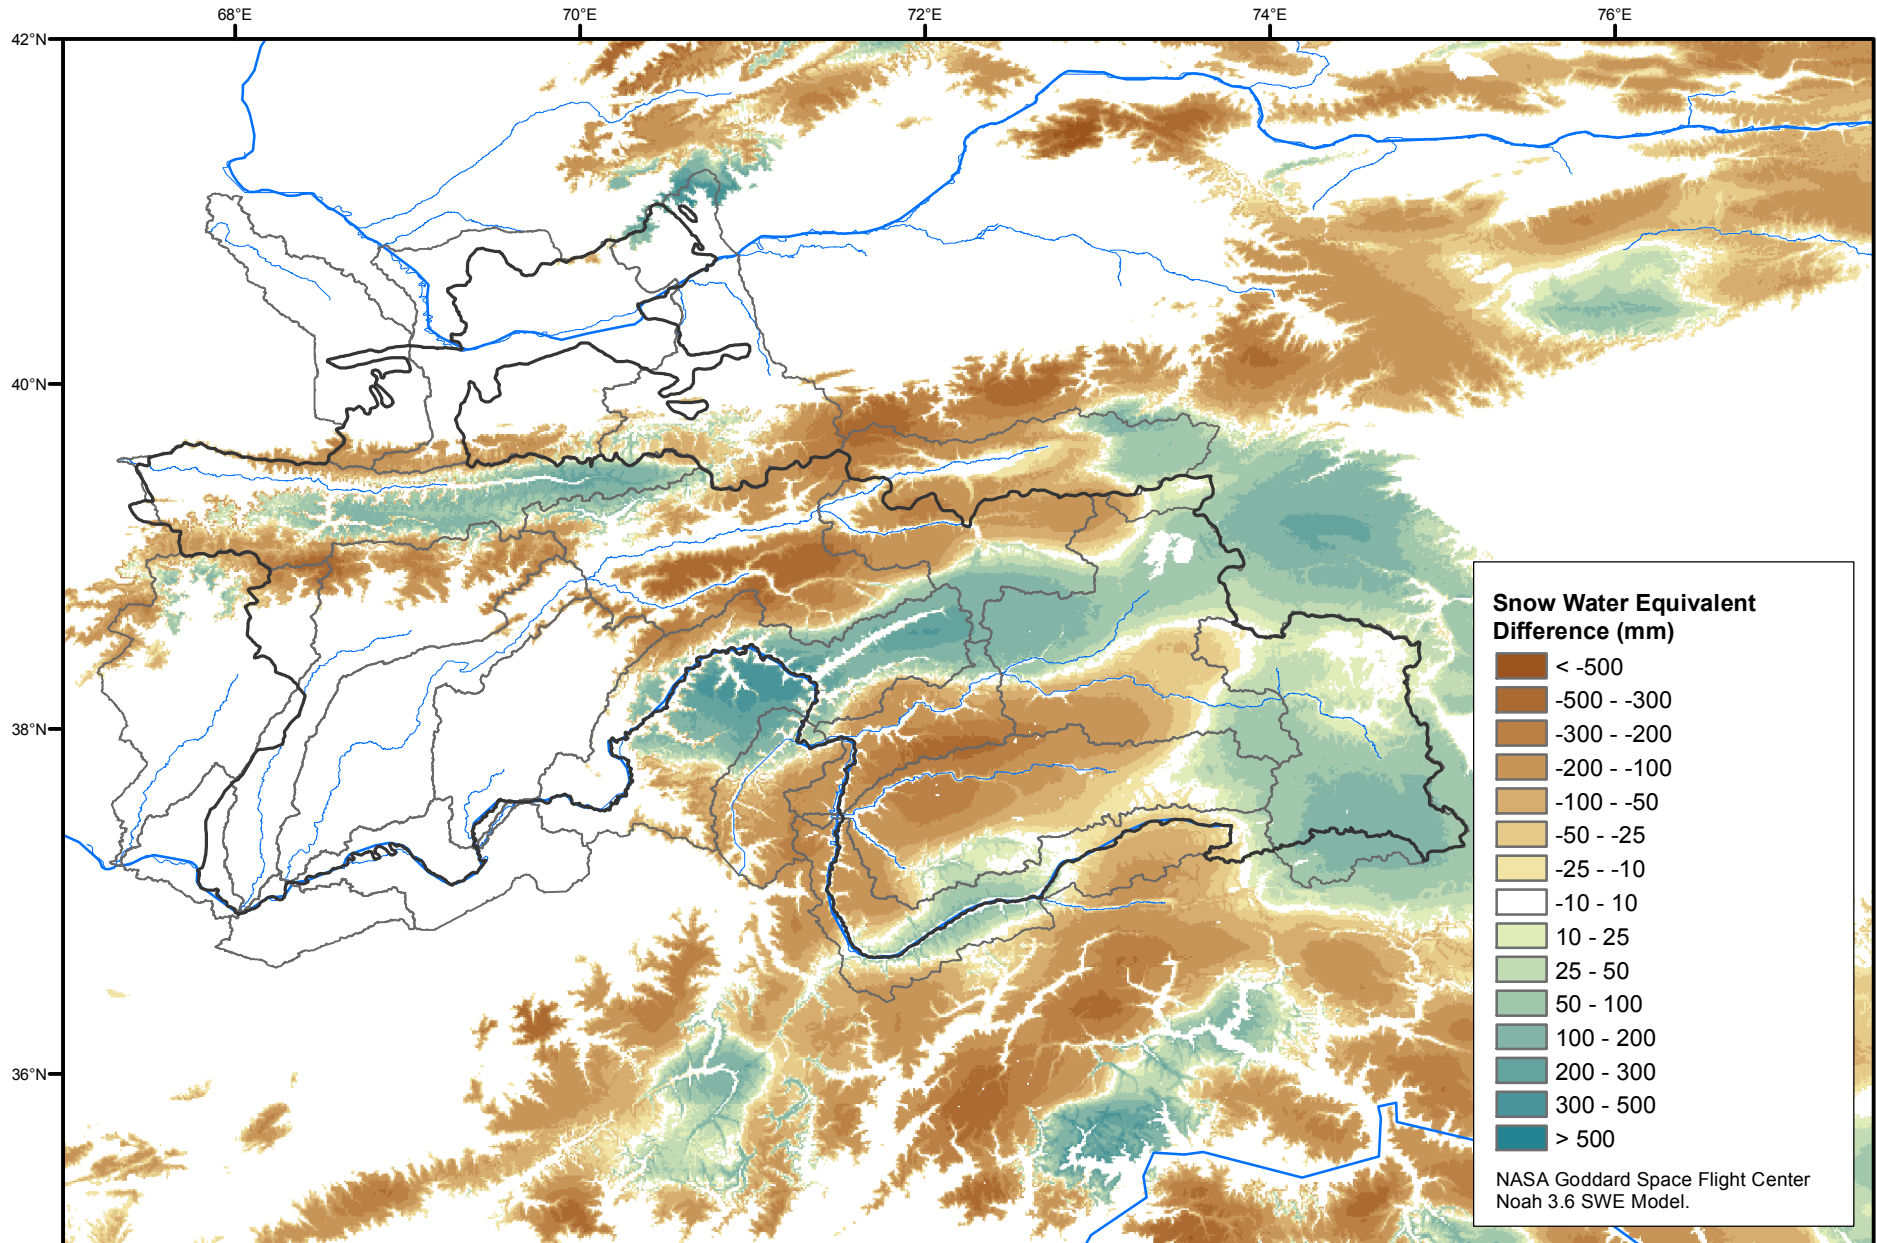 68°E 70°E 72°E 74°E 76°E
42°N
40°N
38°N
36°N
Snow Water Equivalent
Difference (mm)
< -500
-500 - -300
-300 - -200
-200 - -100
-100 - -50
-50 - -25
-25 - -10
-10 - 10
10 - 25
25 - 50
50 - 100
100 - 200
200 - 300
300 - 500
> 500
NASA Goddard Space Flight Center
Noah 3.6 SWE Model.